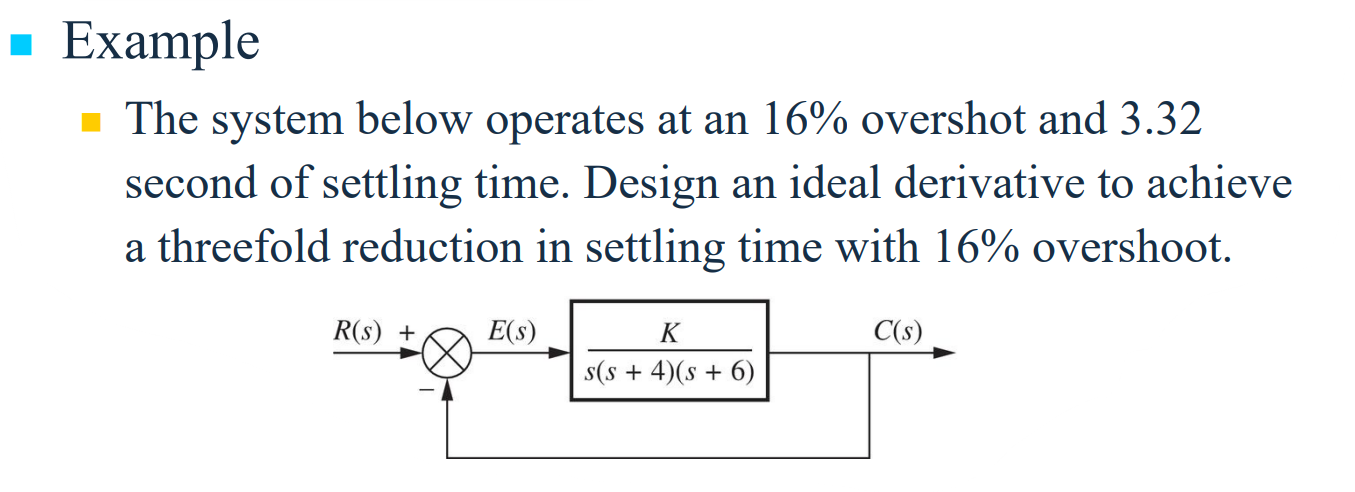 Example
The system below operates at an 16% overshot and 3.32
second of settling time. Design an ideal derivative to achieve
a threefold reduction in settling time with 16% overshoot.
R(s) + E(s) K C(s)
s(s + 4)(s + 6)
−